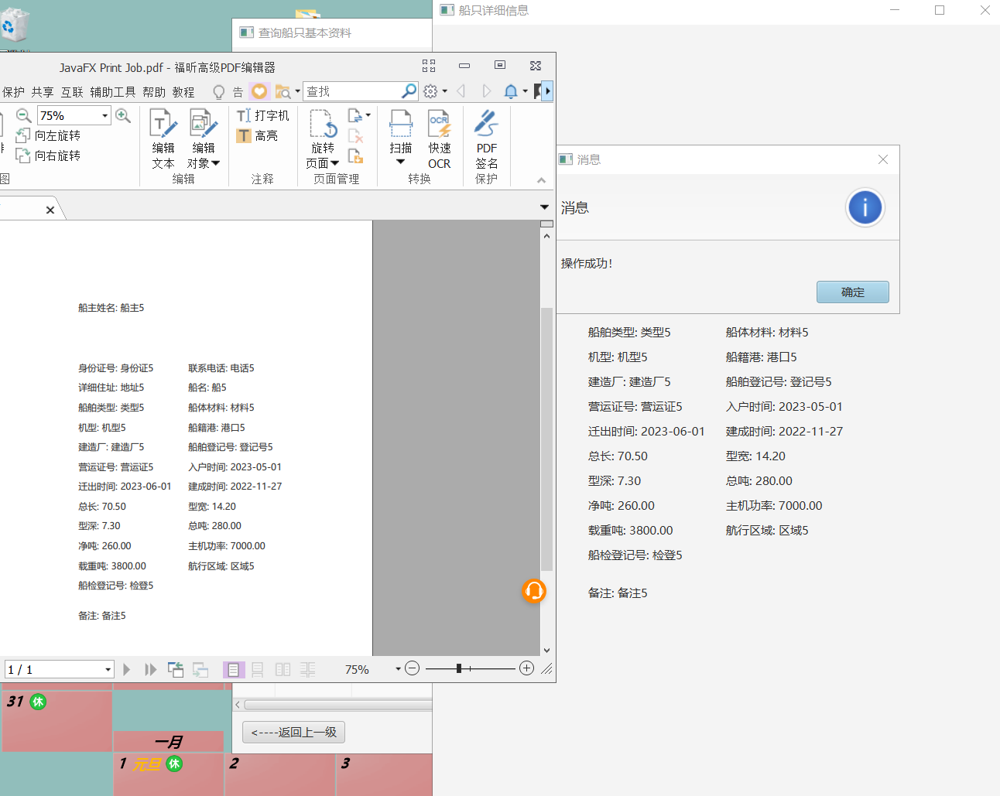 船只详细信息
查询船只基本资料
JavaFX Print Job.pdf - 福昕高级PDF编辑器
保护 共享 互联 辅助工具 帮助 教程 告 查找
75%
向左旋转
向右旋转
编辑
文本
编辑
对象
编辑
打字机
高亮
注释
旋转
页面
页面管理
扫描
快速
OCR
转换
PDF
签名
保护
消息
消息
操作成功!
确定
船主姓名: 船主5
身份证号: 身份证5 联系电话: 电话5
详细住址: 地址5 船名: 船5
船舶类型: 类型5 船体材料: 材料5
机型: 机型5 船籍港: 港口5
建造厂: 建造厂5 船舶登记号: 登记号5
营运证号: 营运证5 入户时间: 2023-05-01
迁出时间: 2023-06-01 建成时间: 2022-11-27
总长: 70.50 型宽: 14.20
型深: 7.30 总吨: 280.00
净吨: 260.00 主机功率: 7000.00
载重吨: 3800.00 航行区域: 区域5
船检登记号: 检登5
备注: 备注5
船舶类型: 类型5 船体材料: 材料5
机型: 机型5 船籍港: 港口5
建造厂: 建造厂5 船舶登记号: 登记号5
营运证号: 营运证5 入户时间: 2023-05-01
迁出时间: 2023-06-01 建成时间: 2022-11-27
总长: 70.50 型宽: 14.20
型深: 7.30 总吨: 280.00
净吨: 260.00 主机功率: 7000.00
载重吨: 3800.00 航行区域: 区域5
船检登记号: 检登5
备注: 备注5
1 / 1
75%
31 休
<----返回上一级
一月
1 元旦 休 2 3